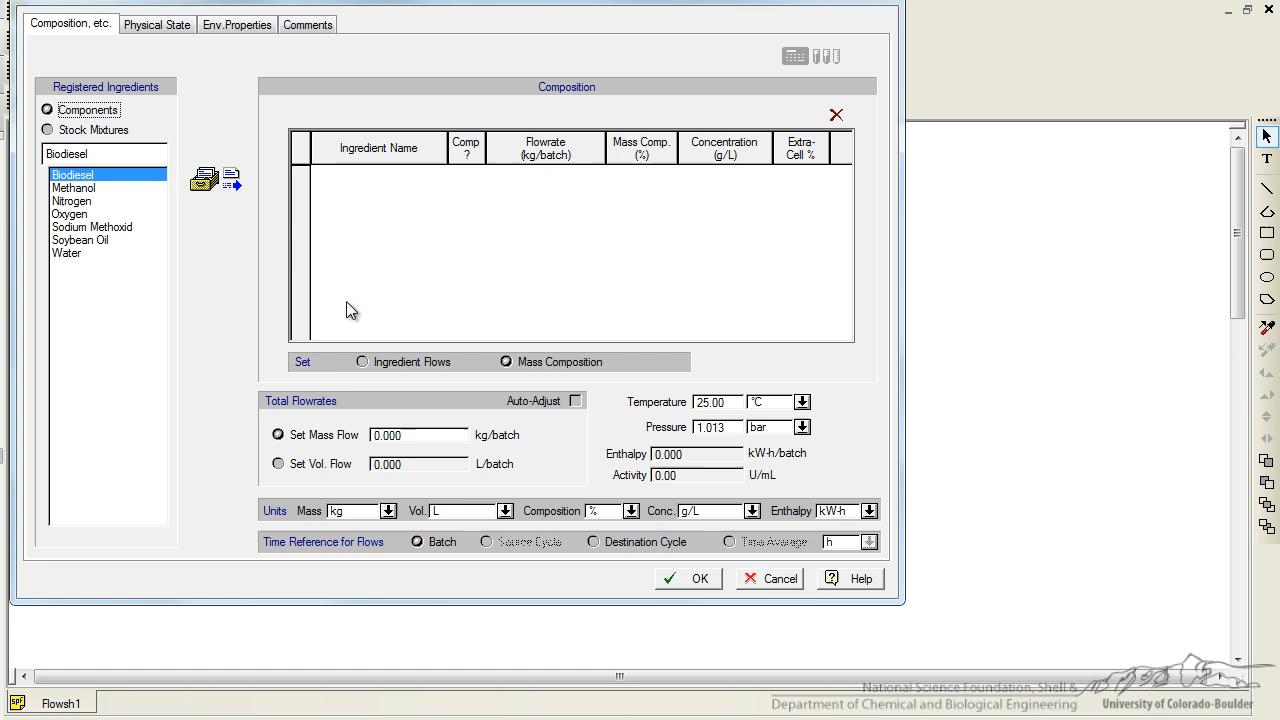 Composition, etc. Physical State Env.Properties Comments
Registered Ingredients
Components
Stock Mixtures
Biodiesel
Biodiesel
Methanol
Nitrogen
Oxygen
Sodium Methoxid
Soybean Oil
Water
Composition
Ingredient Name Comp ? Flowrate (kg/batch) Mass Comp. (%) Concentration (g/L) Extra-Cell %
Set Ingredient Flows Mass Composition
Total Flowrates Auto-Adjust
Set Mass Flow 0.000 kg/batch
Set Vol. Flow 0.000 L/batch
Temperature 25.00 °C
Pressure 1.013 bar
Enthalpy 0.000 kW-h/batch
Activity 0.00 U/mL
Units Mass kg Vol. L Composition % Conc. g/L Enthalpy kW-h
Time Reference for Flows Batch Source Cycle Destination Cycle Time Average h
OK Cancel Help
T
spf Flowsh1
National Science Foundation, Shell &
Department of Chemical and Biological Engineering
University of Colorado-Boulder